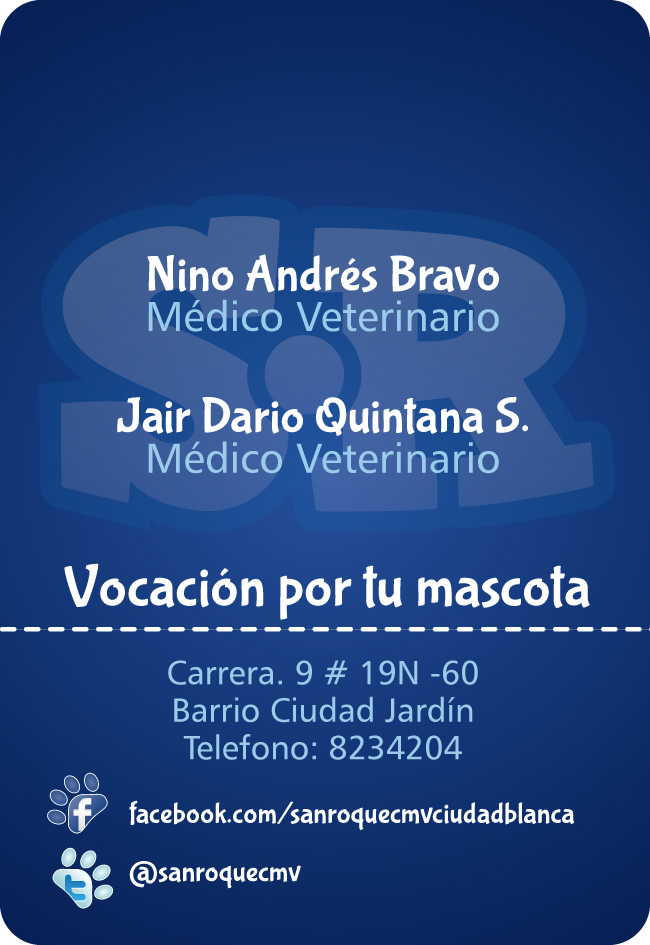 SR
Nino Andrés Bravo
Médico Veterinario
Jair Dario Quintana S.
Médico Veterinario
Vocación por tu mascota
Carrera. 9 # 19N -60
Barrio Ciudad Jardín
Telefono: 8234204
f facebook.com/sanroquecmvciudadblanca
t @sanroquecmv